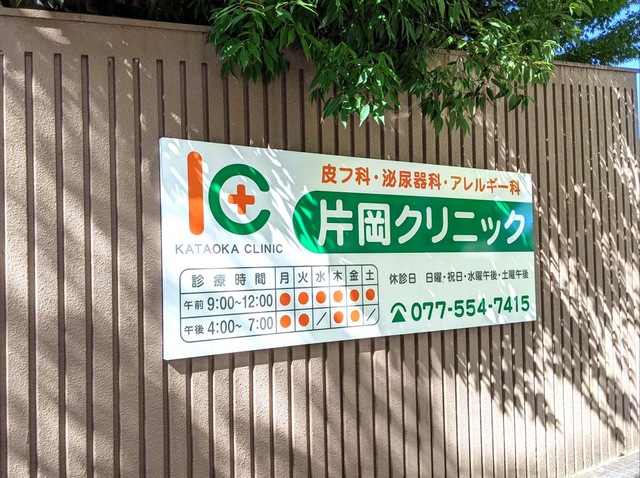 皮フ科・泌尿器科・アレルギー科
片岡クリニック
KATAOKA CLINIC
診療時間 月 火 水 木 金 土
午前 9:00~12:00 ● ● ● ● ● ●
午後 4:00~ 7:00 ● ● / ● ● /
休診日 日曜・祝日・水曜午後・土曜午後
077-554-7415